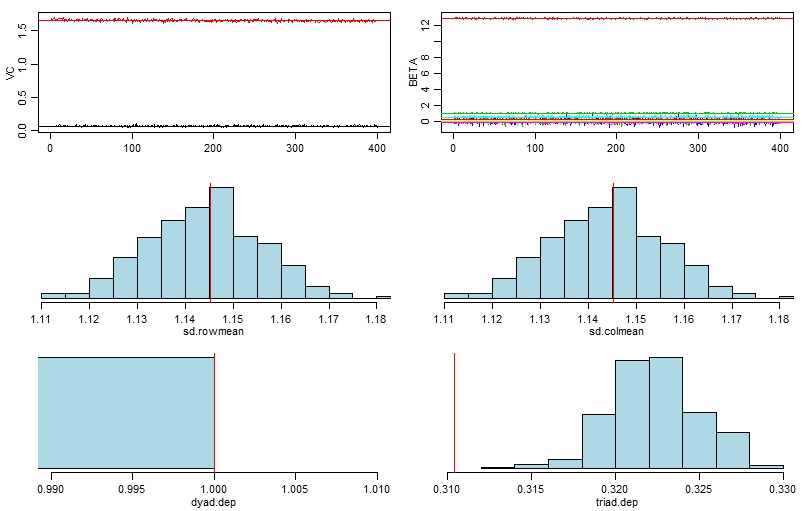 VC
0.0 0.5 1.0 1.5
0 100 200 300 400
BETA
0 2 4 6 8 12
0 100 200 300 400
1.11 1.12 1.13 1.14 1.15 1.16 1.17 1.18
sd.rowmean
1.11 1.12 1.13 1.14 1.15 1.16 1.17 1.18
sd.colmean
0.990 0.995 1.000 1.005 1.010
dyad.dep
0.310 0.315 0.320 0.325 0.330
triad.dep